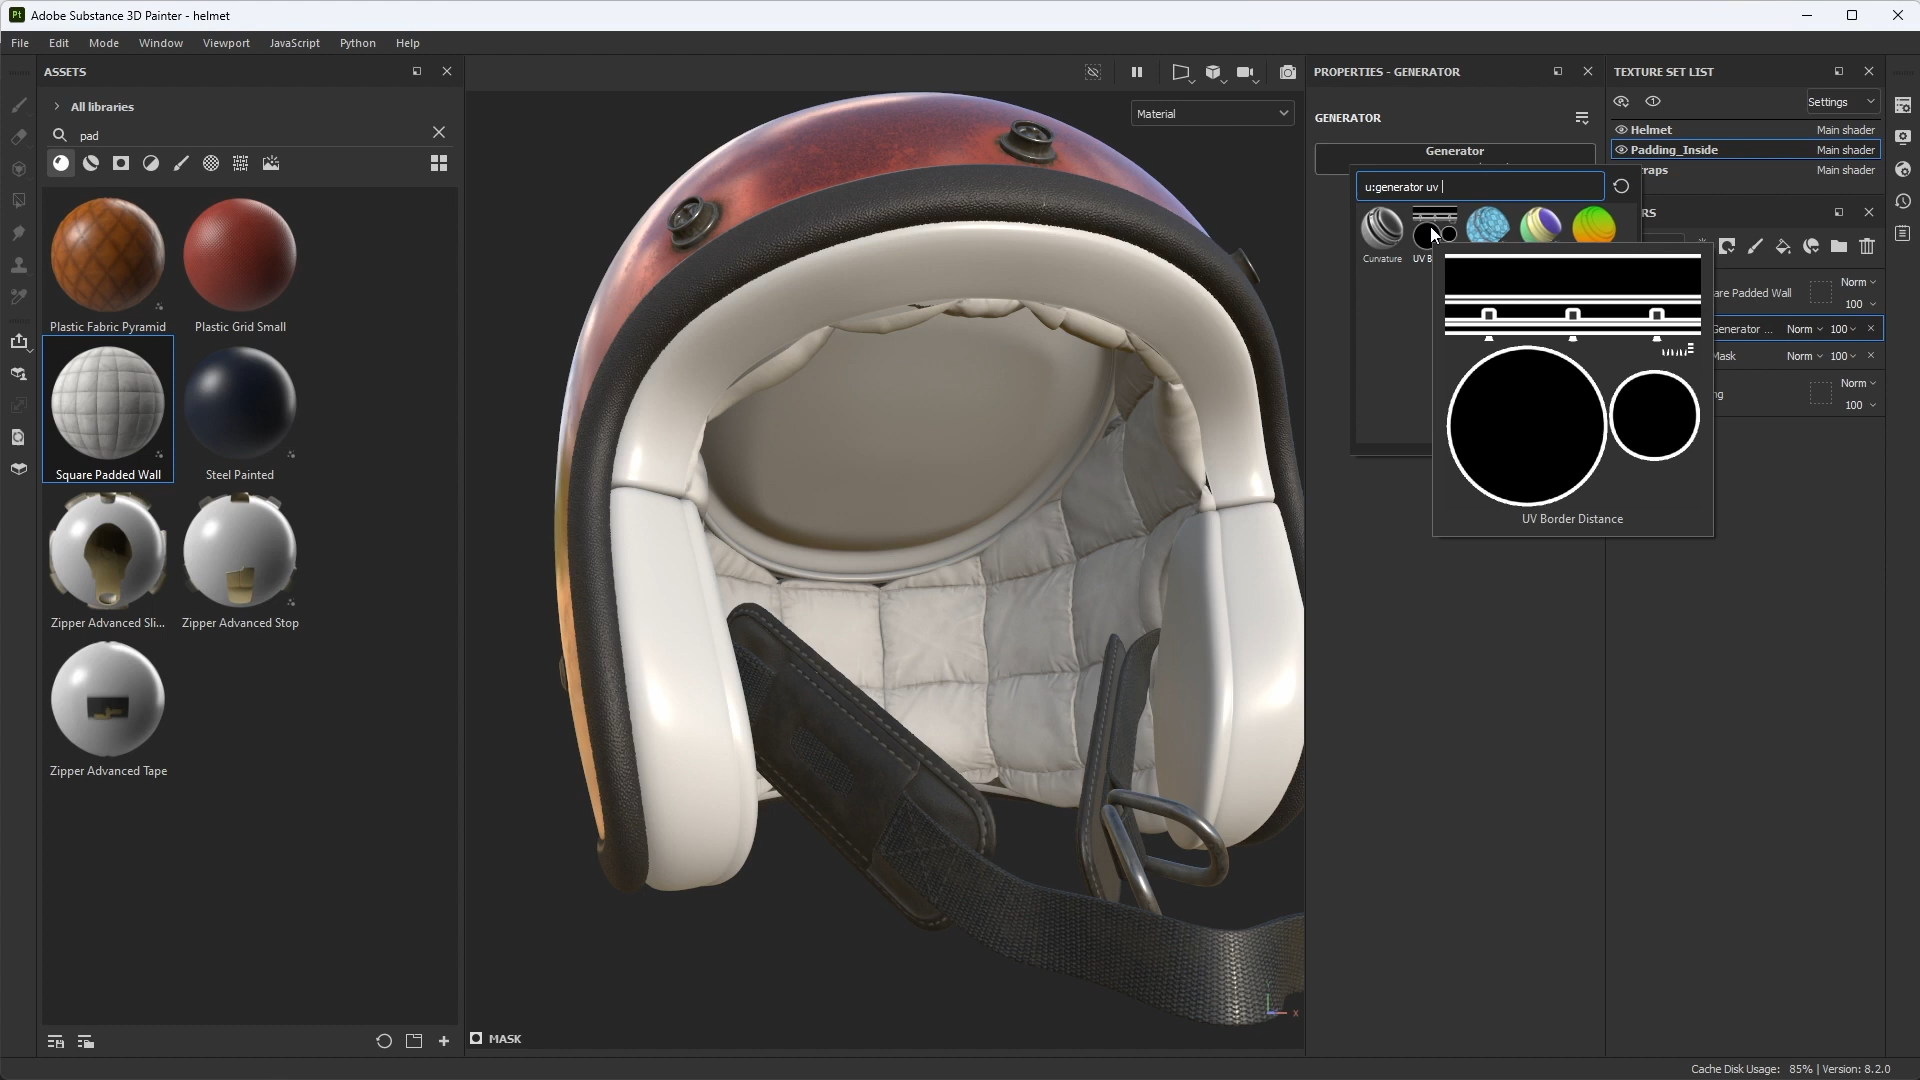 Pt Adobe Substance 3D Painter - helmet
File Edit Mode Window Viewport JavaScript Python Help
ASSETS
All libraries
pad
Plastic Fabric Pyramid
Plastic Grid Small
Square Padded Wall
Steel Painted
Zipper Advanced Sli...
Zipper Advanced Stop
Zipper Advanced Tape
Material
MASK
X
PROPERTIES - GENERATOR
GENERATOR
Generator
u:generator uv
Curvature
UV B
UV Border Distance
TEXTURE SET LIST
Settings
Helmet Main shader
Padding_Inside Main shader
raps Main shader
RS
are Padded Wall Norm
100
Generator ... Norm 100
Mask Norm 100
ng Norm
100
Cache Disk Usage: 85% | Version: 8.2.0